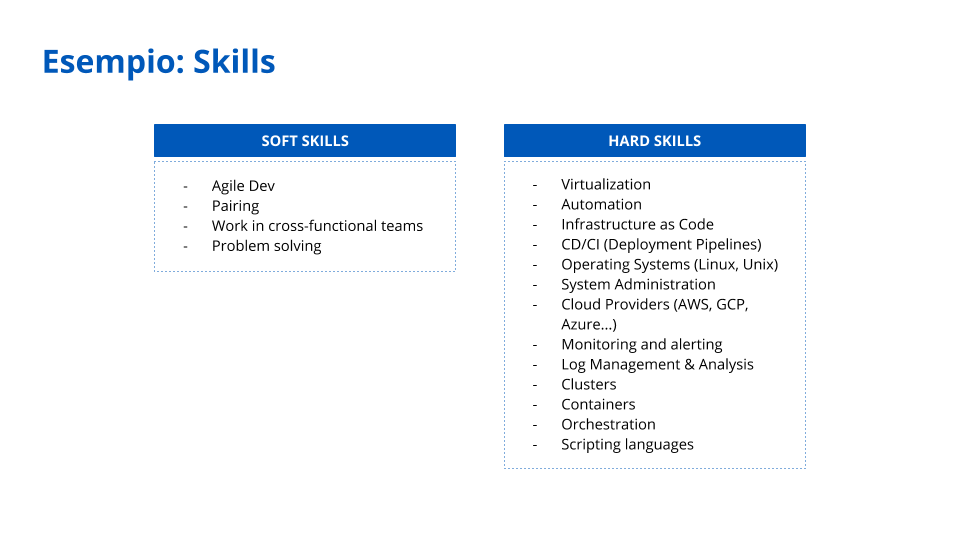 Esempio: Skills
SOFT SKILLS
- Agile Dev
- Pairing
- Work in cross-functional teams
- Problem solving
HARD SKILLS
- Virtualization
- Automation
- Infrastructure as Code
- CD/CI (Deployment Pipelines)
- Operating Systems (Linux, Unix)
- System Administration
- Cloud Providers (AWS, GCP,
Azure...)
- Monitoring and alerting
- Log Management & Analysis
- Clusters
- Containers
- Orchestration
- Scripting languages